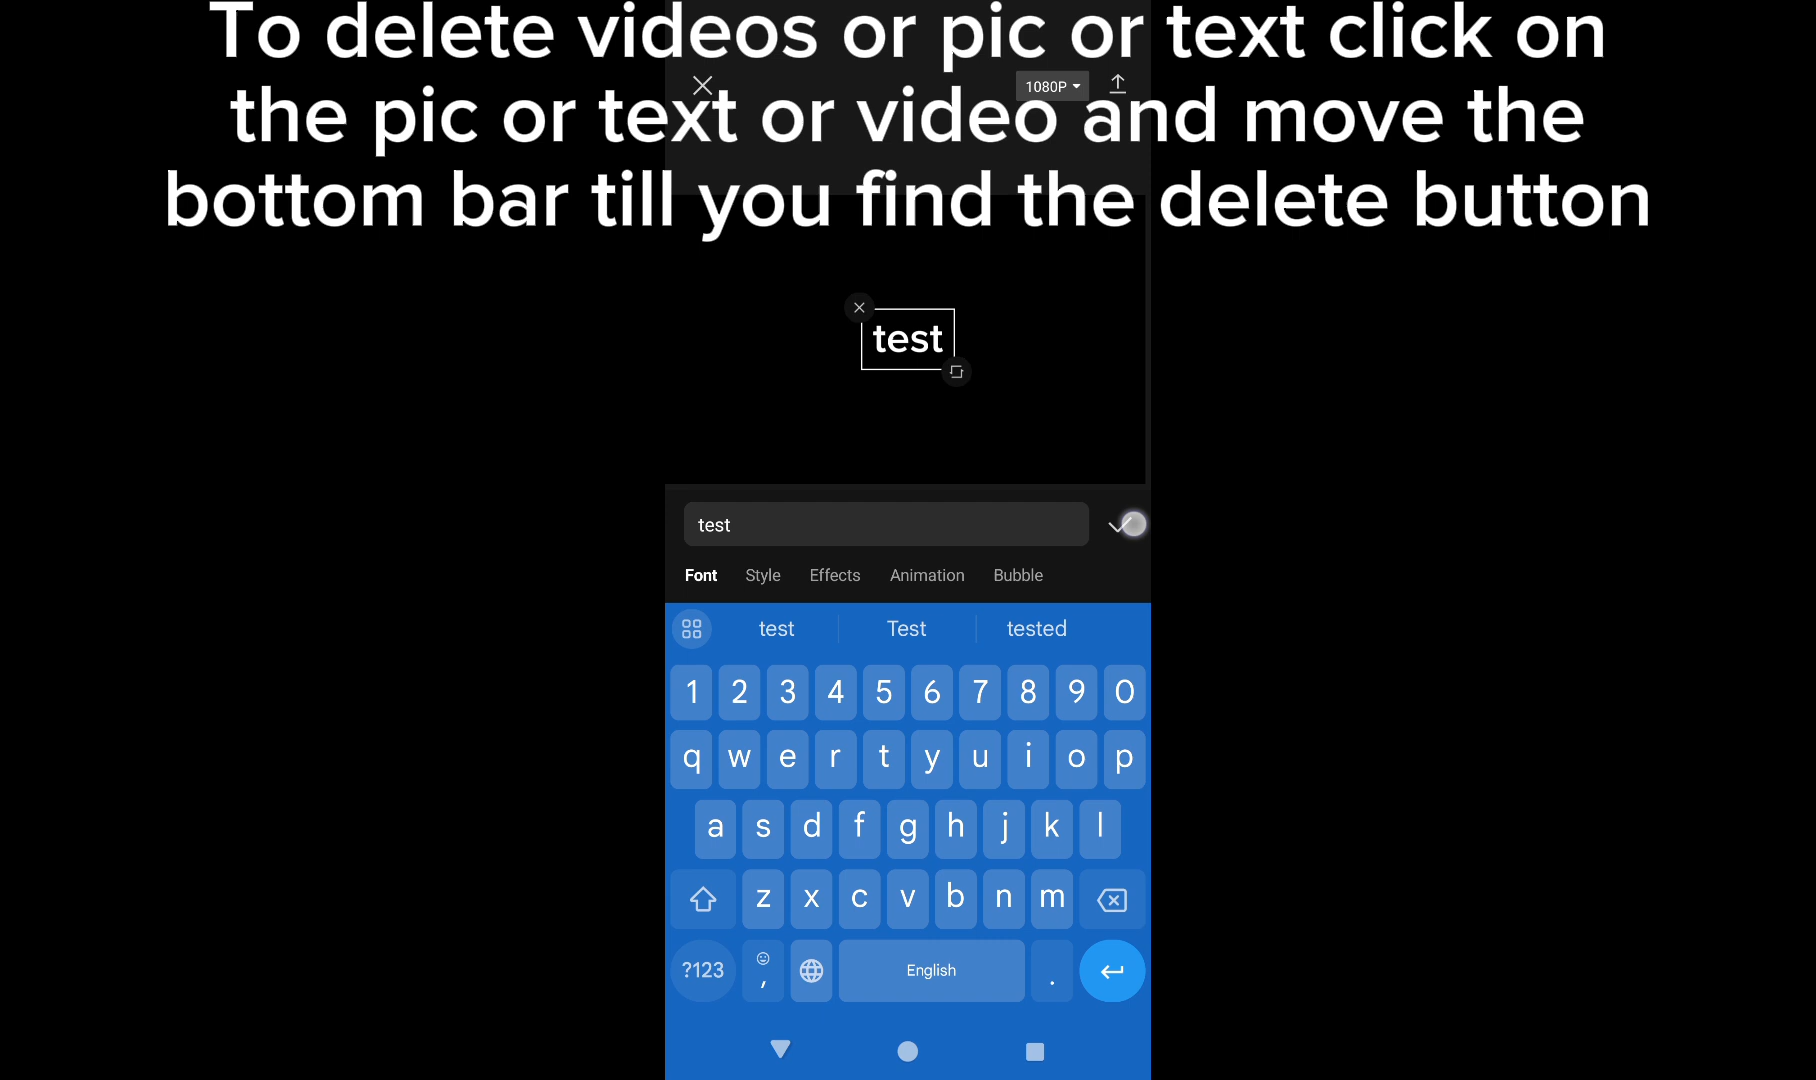 To delete videos or pic or text click on
the pic or text or video and move the
bottom bar till you find the delete button
1080P
test
test
Font Style Effects Animation Bubble
test Test tested
1 2 3 4 5 6 7 8 9 0
q w e r t y u i o p
a s d f g h j k l
z x c v b n m
?123 , English .